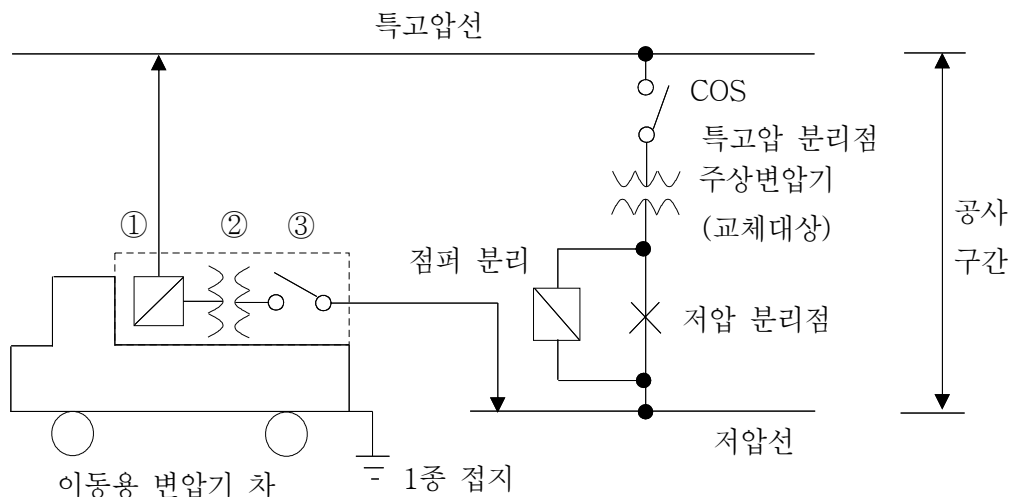 특고압선
COS
특고압 분리점
주상변압기
(교체대상)
공사
구간
① ② ③
점퍼 분리
저압 분리점
저압선
1종 접지
이동용 변압기 차